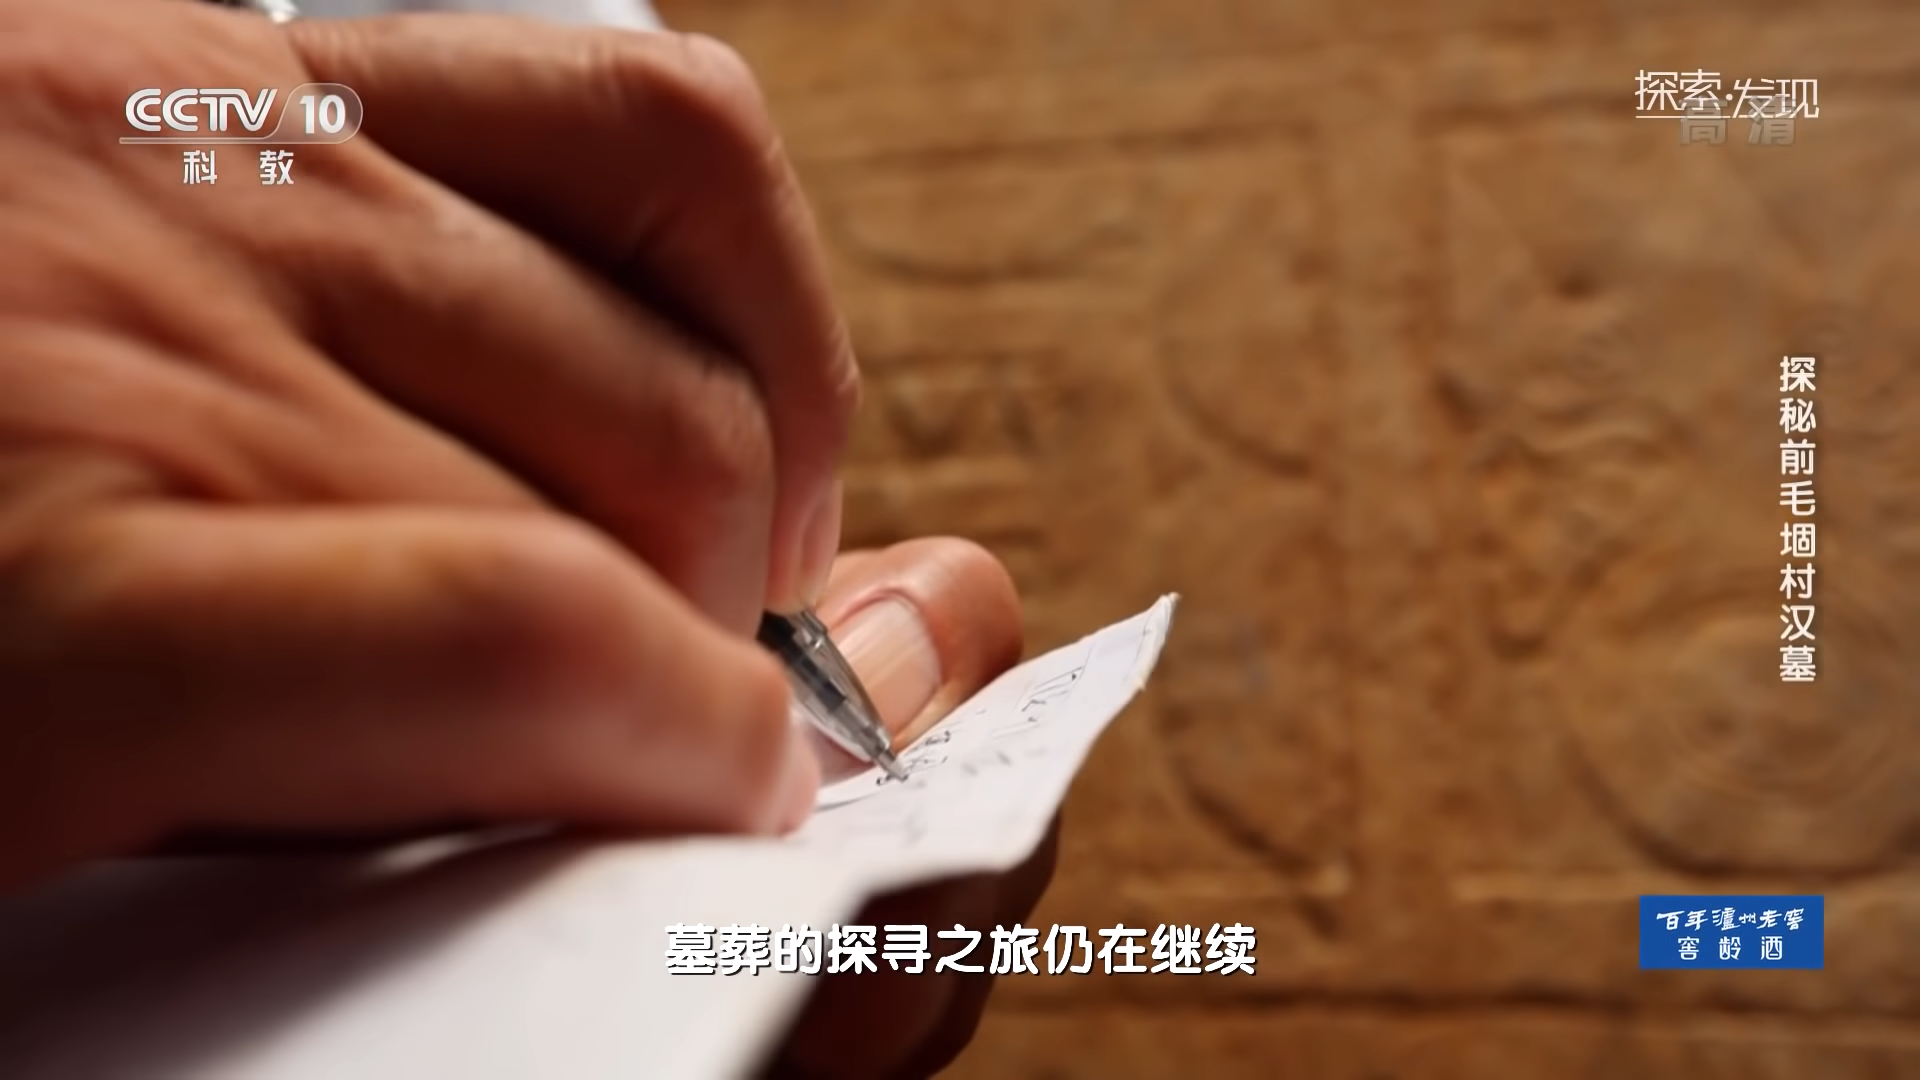 CCTV 10
科 教
探索·发现
高清
探秘前毛堌村汉墓
百年泸州老窖
窖 龄 酒
墓葬的探寻之旅仍在继续